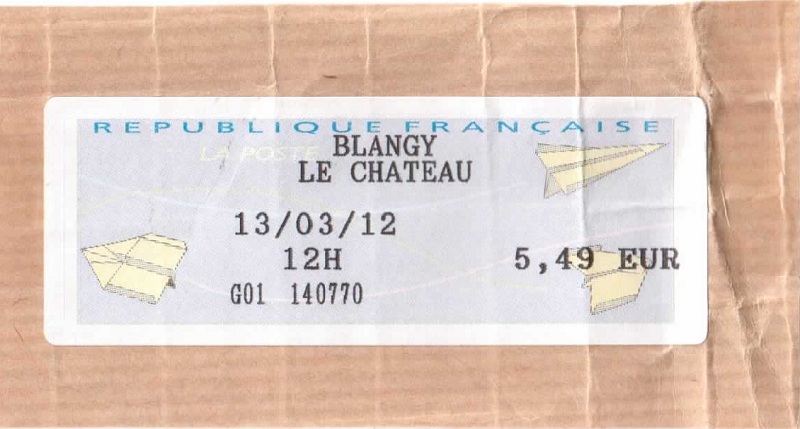 REPUBLIQUE FRANÇAISE
LA POSTE
BLANGY
LE CHATEAU
13/03/12
12H
5,49 EUR
G01 140770